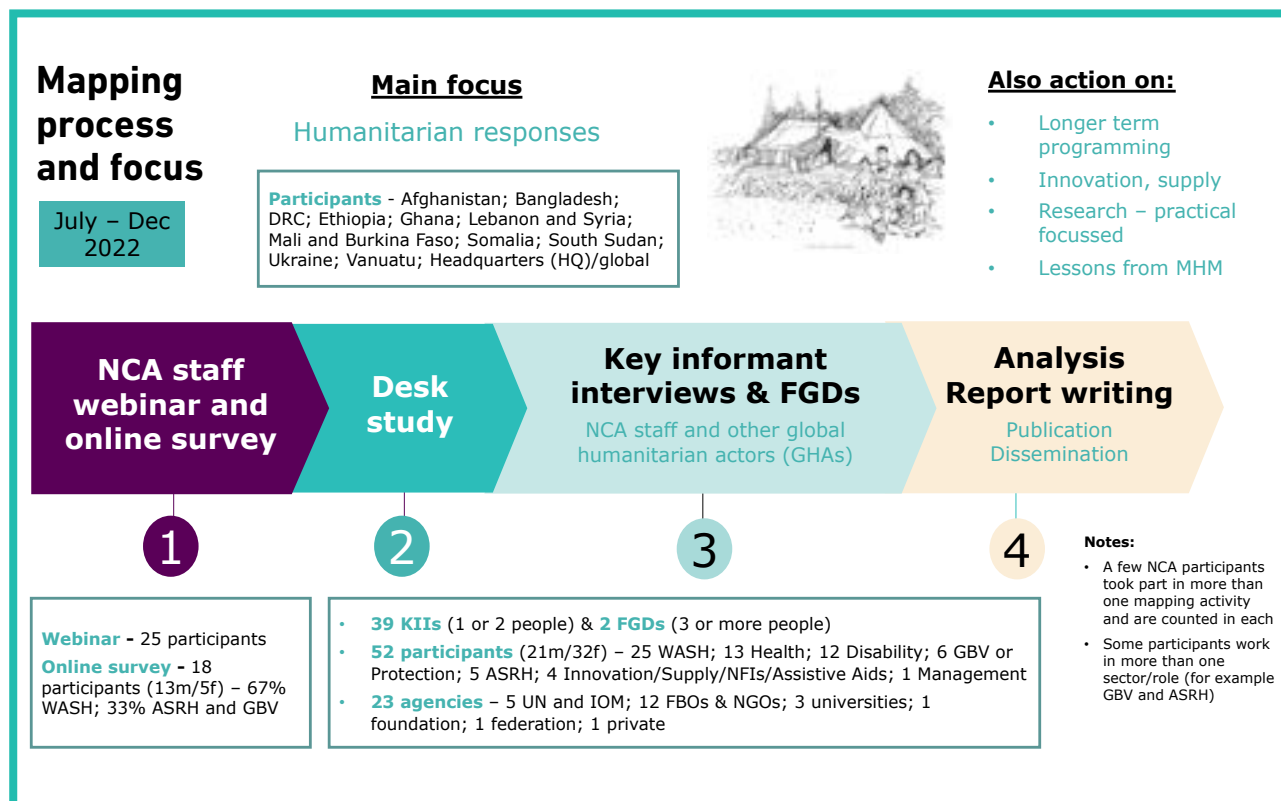 Mapping
process
and focus
July – Dec
2022
Main focus
Humanitarian responses
Participants - Afghanistan; Bangladesh;
DRC; Ethiopia; Ghana; Lebanon and Syria;
Mali and Burkina Faso; Somalia; South Sudan;
Ukraine; Vanuatu; Headquarters (HQ)/global
Also action on:
• Longer term
programming
• Innovation, supply
• Research – practical
focussed
• Lessons from MHM
NCA staff
webinar and
online survey
Desk
study
Key informant
interviews & FGDs
NCA staff and other global
humanitarian actors (GHAs)
Analysis
Report writing
Publication
Dissemination
1
2
3
4
Webinar - 25 participants
Online survey - 18
participants (13m/5f) – 67%
WASH; 33% ASRH and GBV
• 39 KIIs (1 or 2 people) & 2 FGDs (3 or more people)
• 52 participants (21m/32f) – 25 WASH; 13 Health; 12 Disability; 6 GBV or
Protection; 5 ASRH; 4 Innovation/Supply/NFIs/Assistive Aids; 1 Management
• 23 agencies – 5 UN and IOM; 12 FBOs & NGOs; 3 universities; 1
foundation; 1 federation; 1 private
Notes:
• A few NCA participants
took part in more than
one mapping activity
and are counted in each
• Some participants work
in more than one
sector/role (for example
GBV and ASRH)